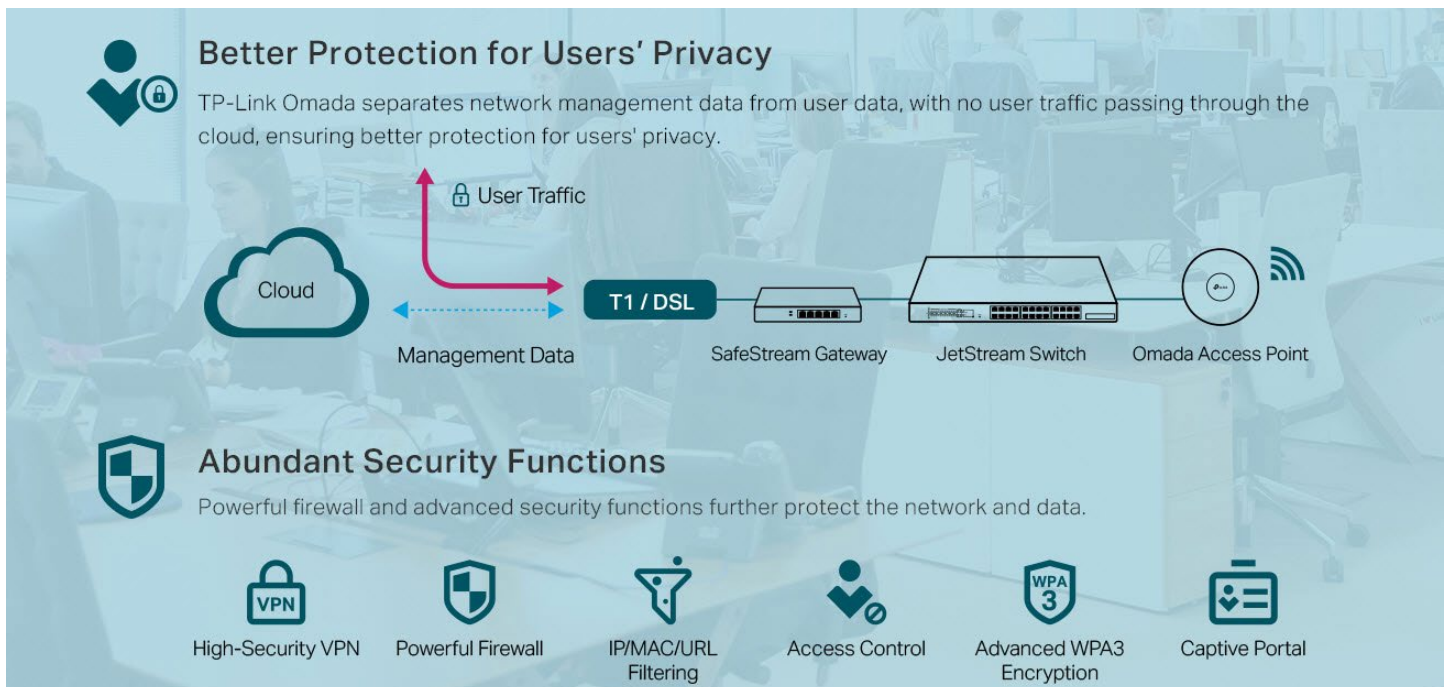 Better Protection for Users' Privacy
TP-Link Omada separates network management data from user data, with no user traffic passing through the
cloud, ensuring better protection for users' privacy.
User Traffic
Cloud
T1 / DSL
Management Data
SafeStream Gateway
JetStream Switch
Omada Access Point
Abundant Security Functions
Powerful firewall and advanced security functions further protect the network and data.
VPN
WPA
3
High-Security VPN
Powerful Firewall
IP/MAC/URL
Filtering
Access Control
Advanced WPA3
Encryption
Captive Portal